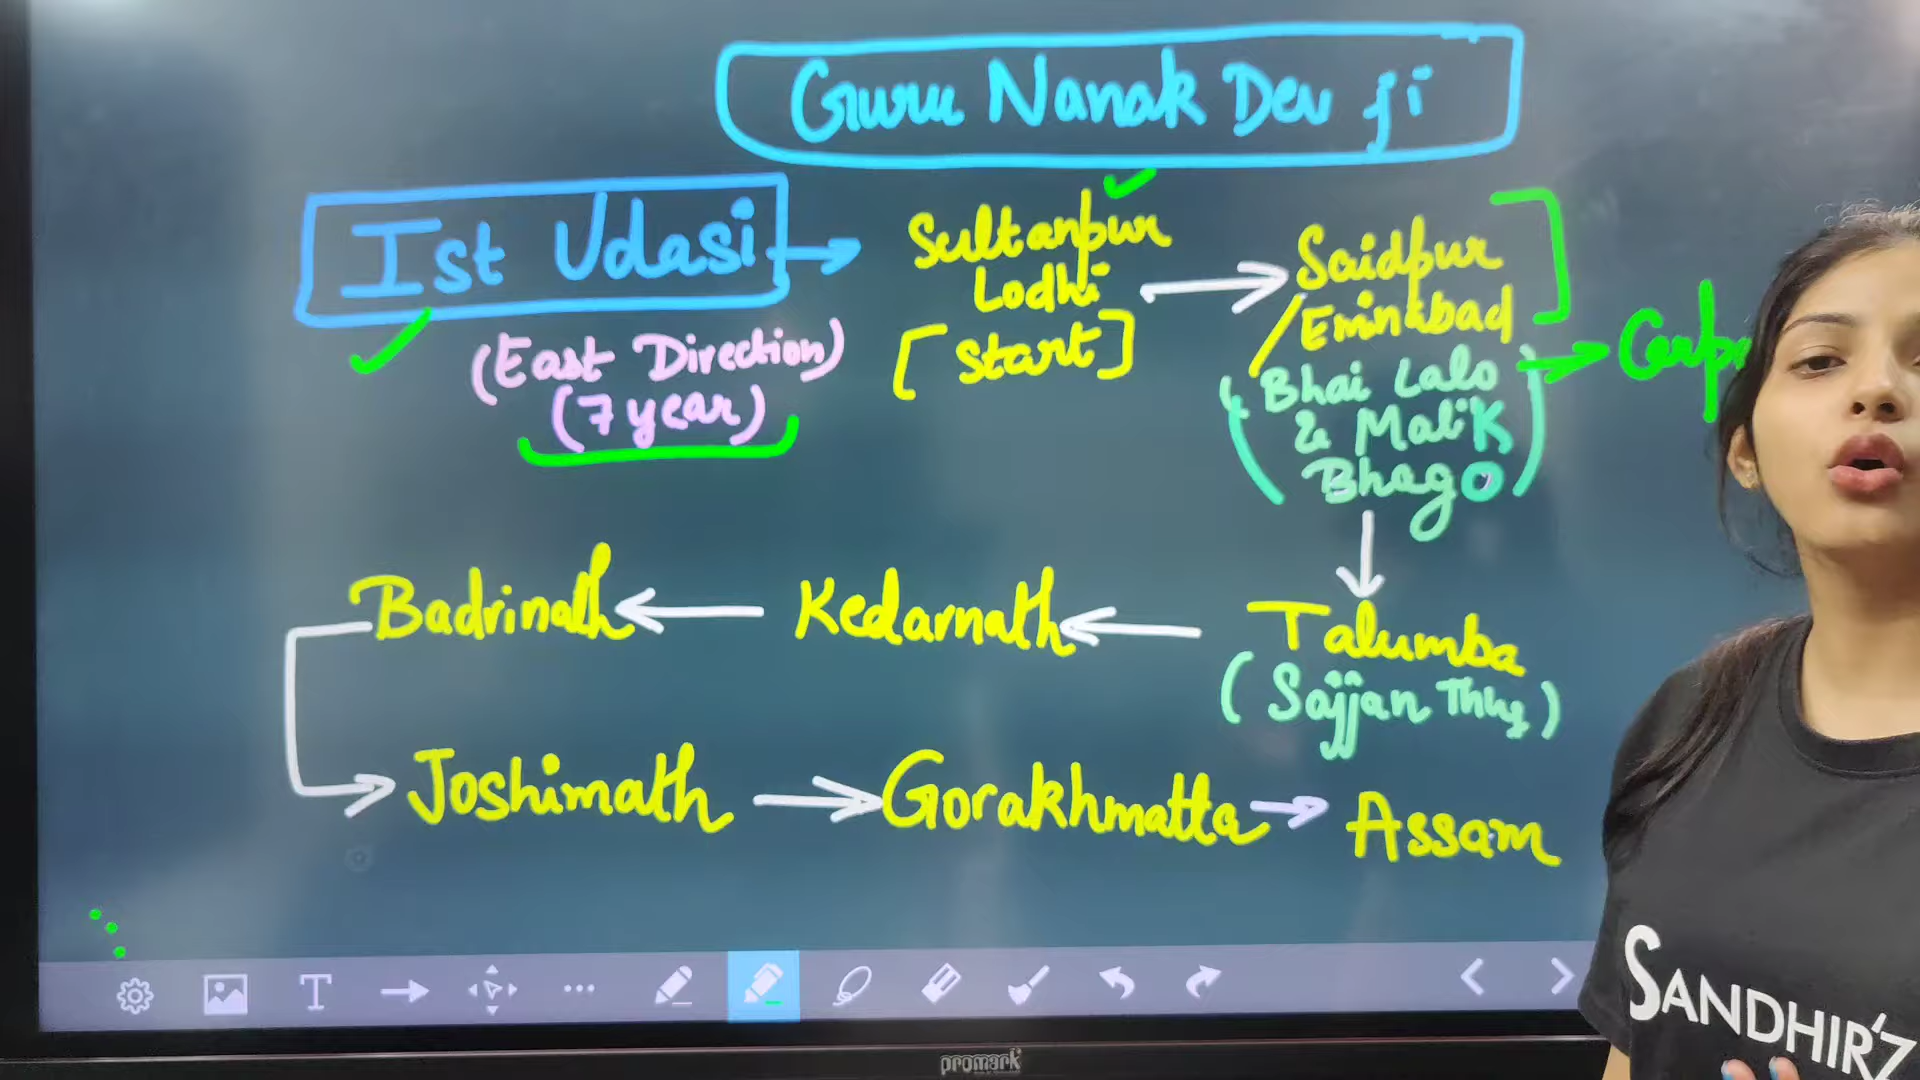 Guru Nanak Dev ji
Ist Udasi
(East Direction)
(7 year)
Sultanpur
Lodhi
[Start]
Saidpur
/Eminabad
(Bhai Lalo
& Malik
Bhago)
Talumba
(Sajjan Thug)
Kedarnath
Badrinath
Joshimath
Gorakhmatta
Assam
SANDHIR'Z
promark